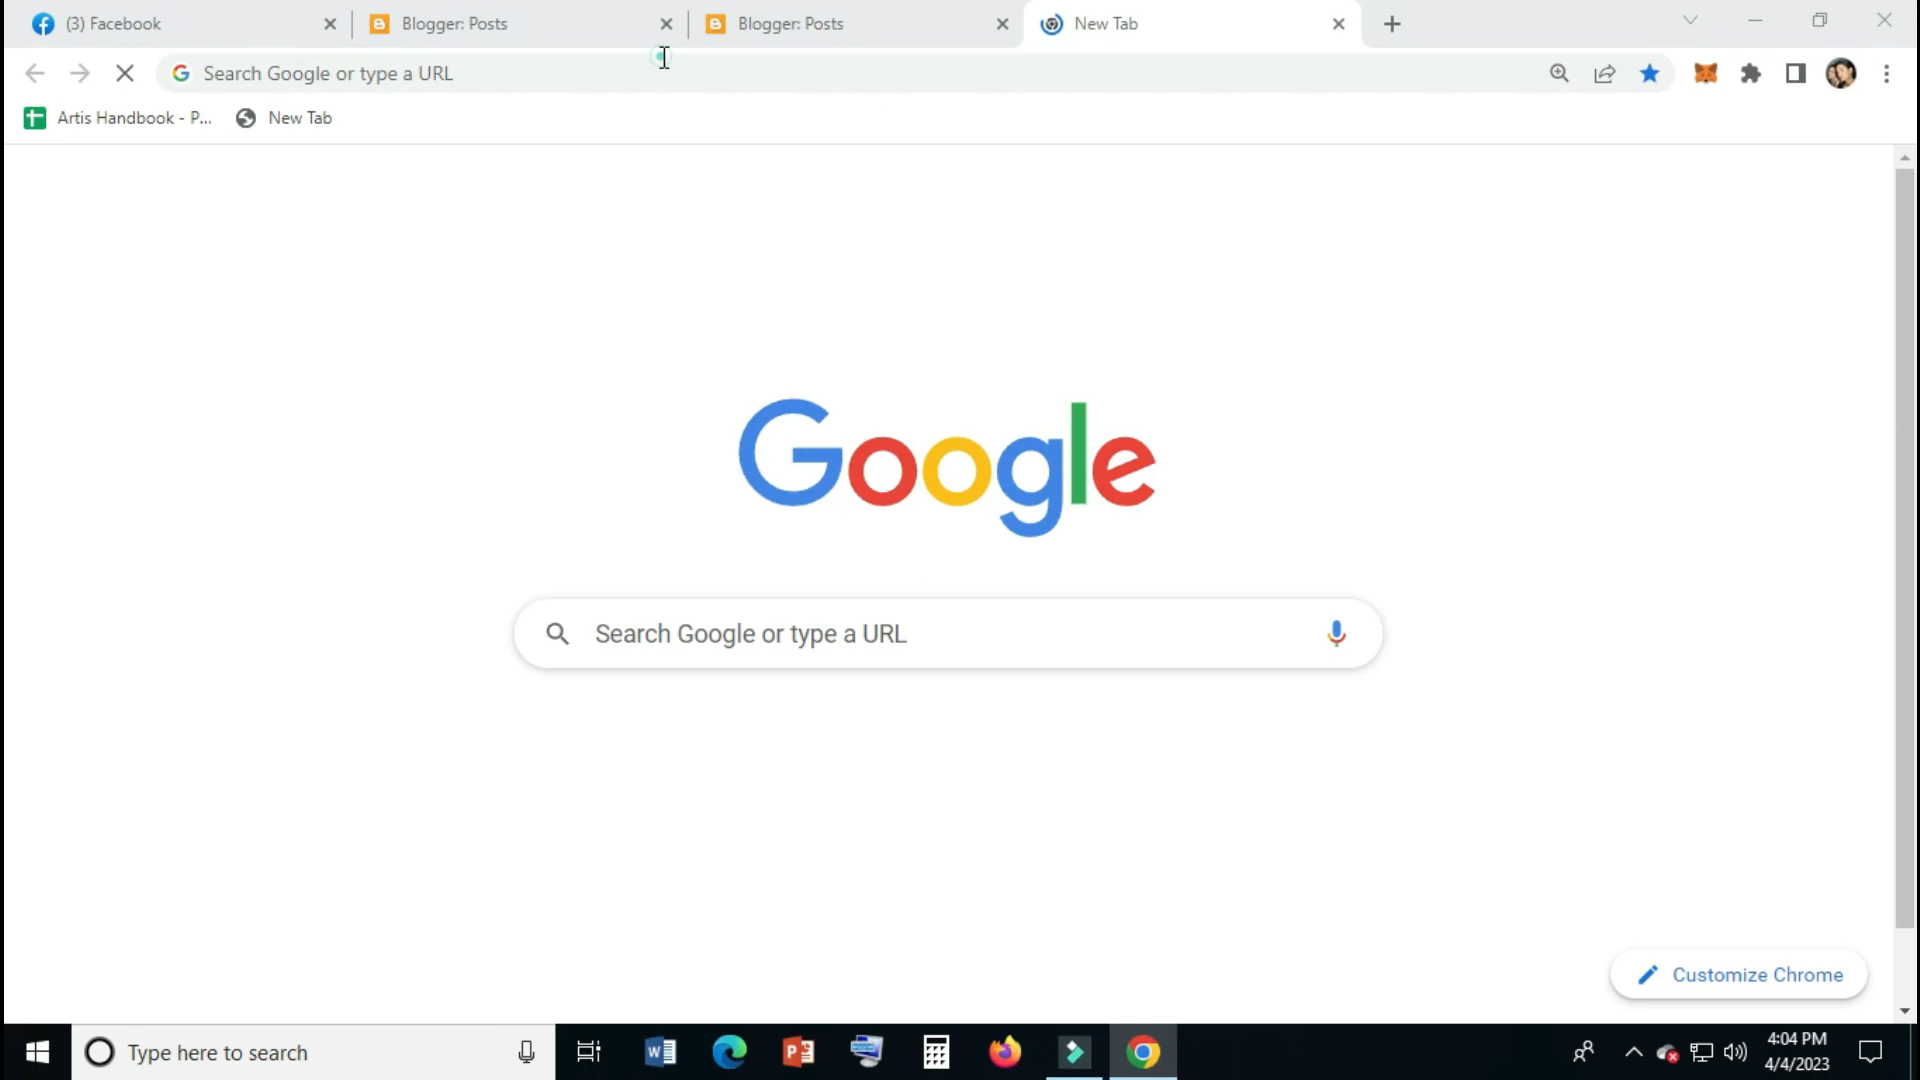 (3) Facebook
Blogger: Posts
Blogger: Posts
New Tab
Search Google or type a URL
Artis Handbook - P...
New Tab
Google
Search Google or type a URL
Customize Chrome
Type here to search
4:04 PM
4/4/2023